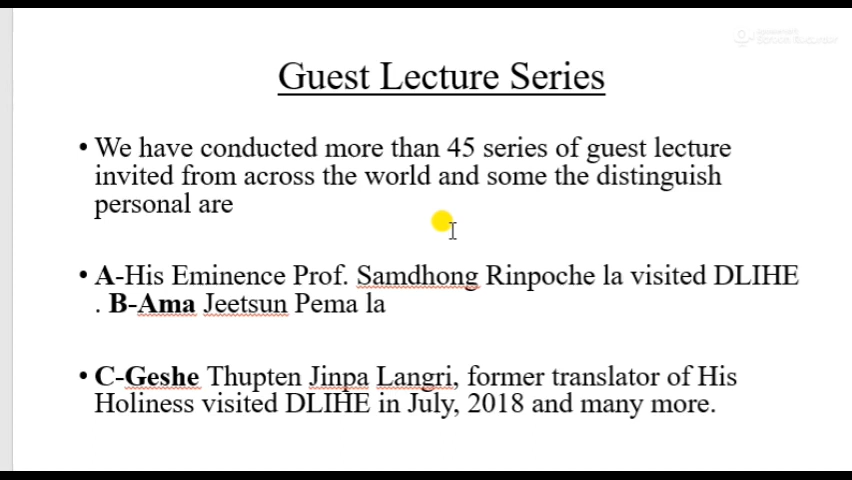 Guest Lecture Series
• We have conducted more than 45 series of guest lecture
invited from across the world and some the distinguish
personal are
• A-His Eminence Prof. Samdhong Rinpoche la visited DLIHE
. B-Ama Jeetsun Pema la
• C-Geshe Thupten Jinpa Langri, former translator of His
Holiness visited DLIHE in July, 2018 and many more.